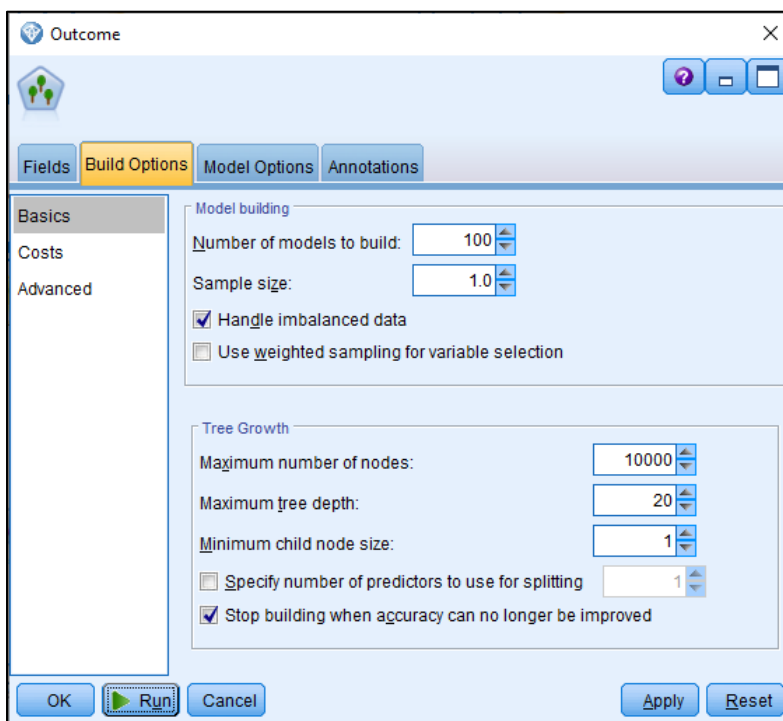 Outcome
Fields Build Options Model Options Annotations
Basics
Costs
Advanced
Model building
Number of models to build: 100
Sample size: 1.0
Handle imbalanced data
Use weighted sampling for variable selection
Tree Growth
Maximum number of nodes: 10000
Maximum tree depth: 20
Minimum child node size: 1
Specify number of predictors to use for splitting 1
Stop building when accuracy can no longer be improved
OK Run Cancel Apply Reset